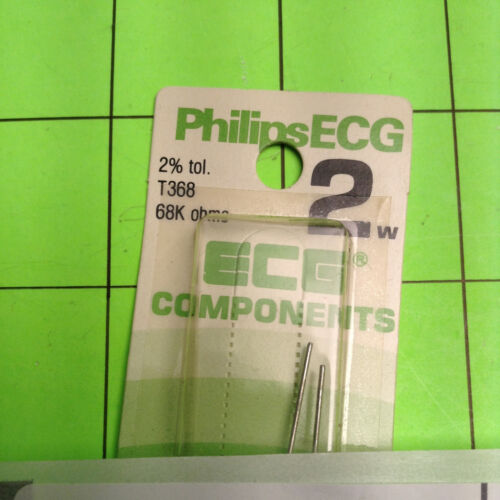 PhilipsECG
2% tol.
T368
68K ohms
2w
ECG®
COMPONENTS